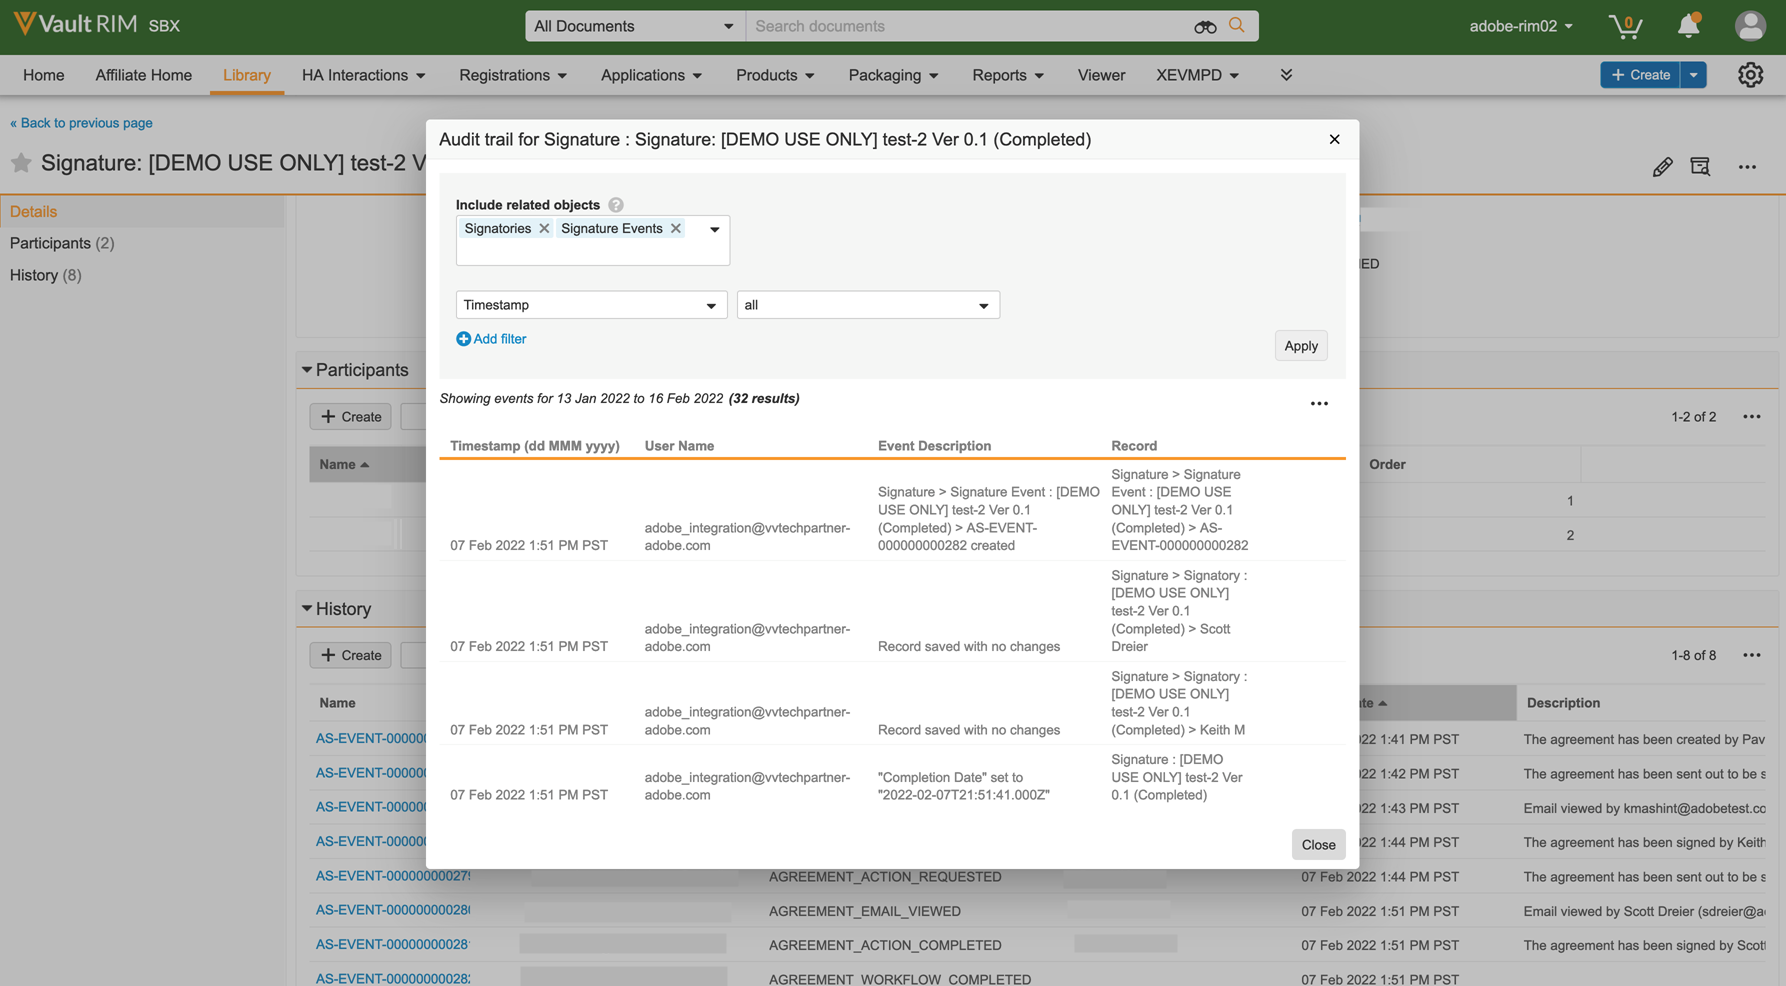 Vault RIM SBX
All Documents
Search documents
adobe-rim02
0
Home
Affiliate Home
Library
HA Interactions
Registrations
Applications
Products
Packaging
Reports
Viewer
XEVMPD
+ Create
« Back to previous page
Signature: [DEMO USE ONLY] test-2 V
Details
Participants (2)
History (8)
Audit trail for Signature : Signature: [DEMO USE ONLY] test-2 Ver 0.1 (Completed)
Include related objects ?
Signatories
Signature Events
Timestamp
all
Add filter
Apply
Showing events for 13 Jan 2022 to 16 Feb 2022 (32 results)
Timestamp (dd MMM yyyy)
User Name
Event Description
Record
07 Feb 2022 1:51 PM PST
adobe_integration@vvtechpartner-
adobe.com
Signature > Signature Event : [DEMO
USE ONLY] test-2 Ver 0.1
(Completed) > AS-EVENT-
000000000282 created
Signature > Signature
Event : [DEMO USE
ONLY] test-2 Ver 0.1
(Completed) > AS-
EVENT-000000000282
07 Feb 2022 1:51 PM PST
adobe_integration@vvtechpartner-
adobe.com
Record saved with no changes
Signature > Signatory :
[DEMO USE ONLY]
test-2 Ver 0.1
(Completed) > Scott
Dreier
07 Feb 2022 1:51 PM PST
adobe_integration@vvtechpartner-
adobe.com
Record saved with no changes
Signature > Signatory :
[DEMO USE ONLY]
test-2 Ver 0.1
(Completed) > Keith M
07 Feb 2022 1:51 PM PST
adobe_integration@vvtechpartner-
adobe.com
"Completion Date" set to
"2022-02-07T21:51:41.000Z"
Signature : [DEMO
USE ONLY] test-2 Ver
0.1 (Completed)
Close
Participants
+ Create
1-2 of 2
Name
Order
1
2
History
+ Create
1-8 of 8
Name
Description
AS-EVENT-00000
22 1:41 PM PST
The agreement has been created by Pav
AS-EVENT-00000
22 1:42 PM PST
The agreement has been sent out to be s
AS-EVENT-00000
22 1:43 PM PST
Email viewed by kmashint@adobetest.co
AS-EVENT-00000
22 1:44 PM PST
The agreement has been signed by Keith
AS-EVENT-00000000027
AGREEMENT_ACTION_REQUESTED
07 Feb 2022 1:44 PM PST
The agreement has been sent out to be s
AS-EVENT-00000000028
AGREEMENT_EMAIL_VIEWED
07 Feb 2022 1:51 PM PST
Email viewed by Scott Dreier (sdreier@a
AS-EVENT-00000000028
AGREEMENT_ACTION_COMPLETED
07 Feb 2022 1:51 PM PST
The agreement has been signed by Scot
AS-EVENT-00000000028
AGREEMENT_WORKFLOW_COMPLETED
07 Feb 2022 1:51 PM PST